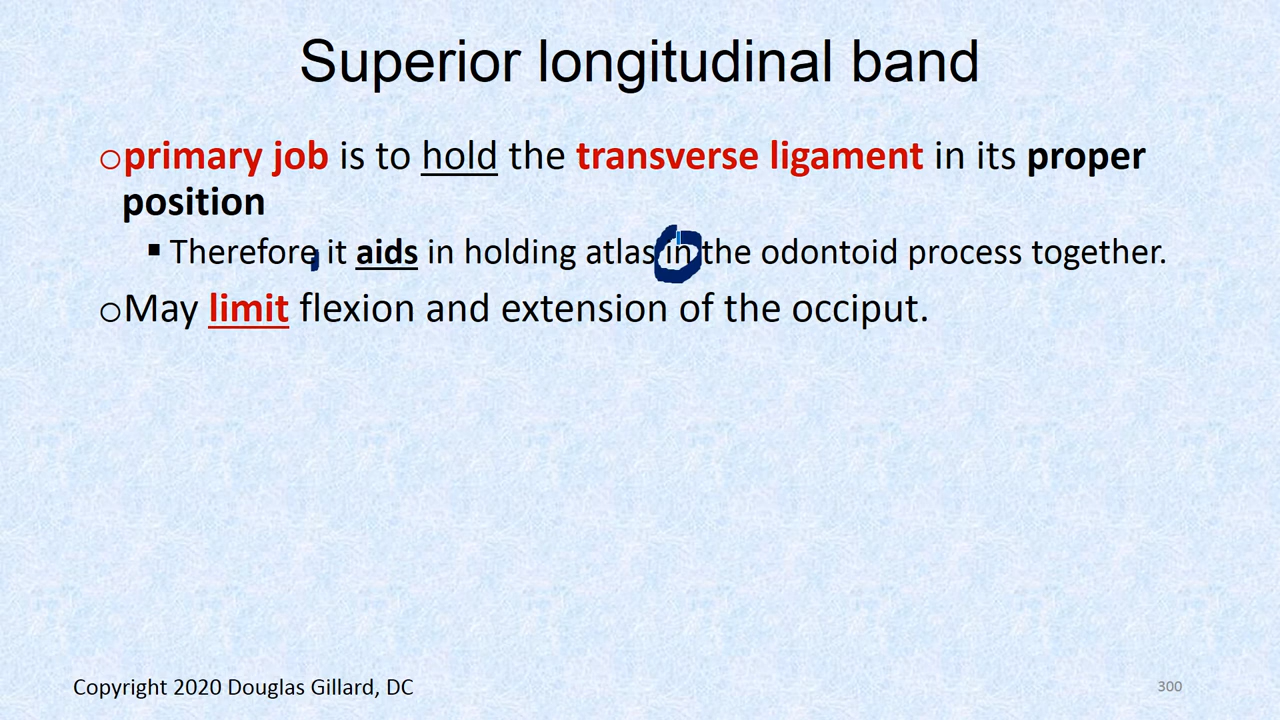 Superior longitudinal band
oprimary job is to hold the transverse ligament in its proper
position
▪ Therefore, it aids in holding atlas in the odontoid process together.
oMay limit flexion and extension of the occiput.
Copyright 2020 Douglas Gillard, DC
300